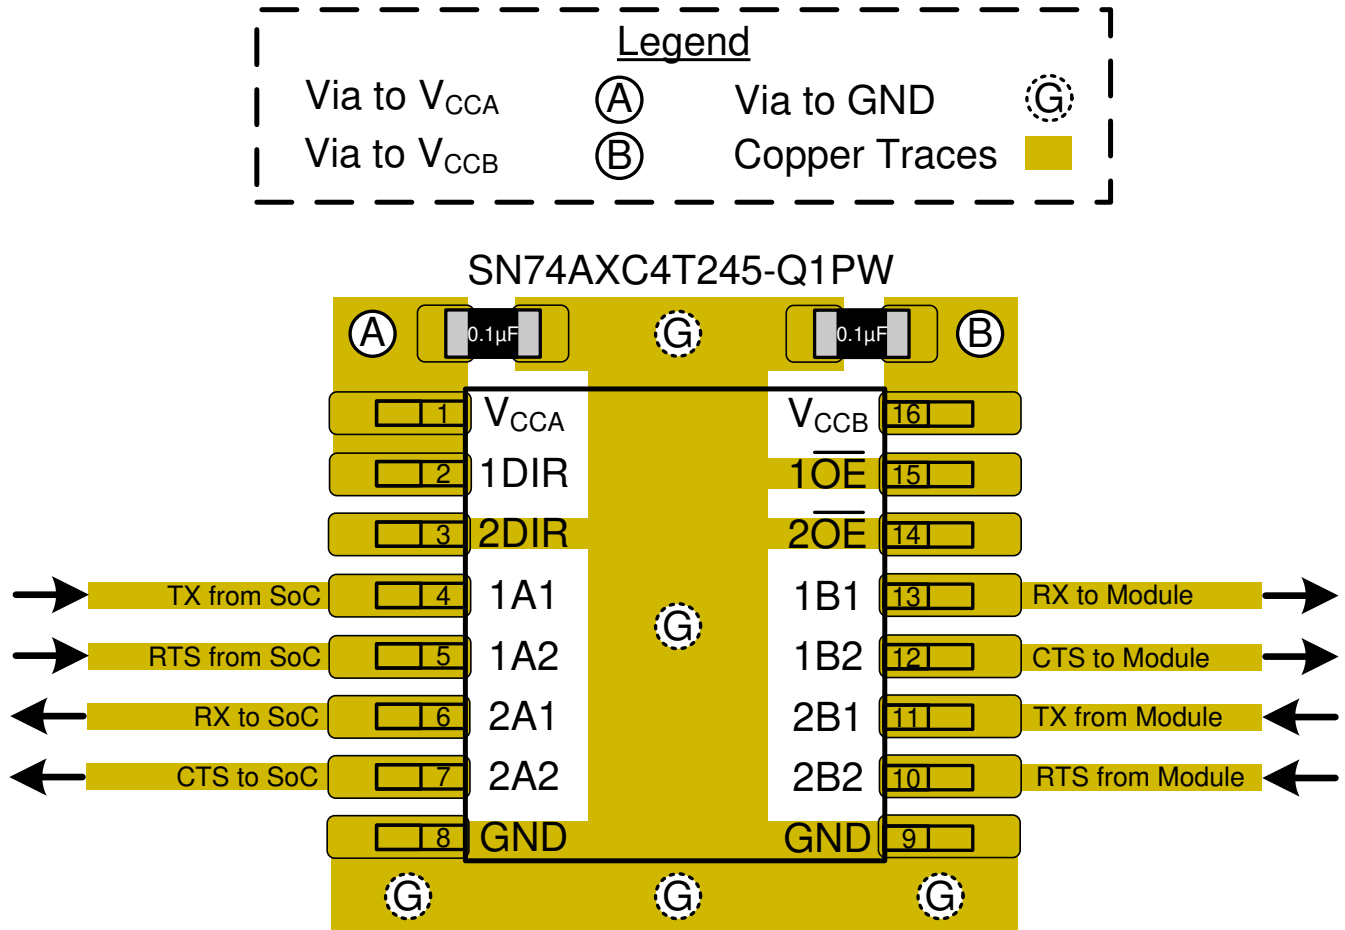 Legend
Via to VCCA A Via to GND G
Via to VCCB B Copper Traces
SN74AXC4T245-Q1PW
A 0.1µF G 0.1µF B
1 VCCA VCCB 16
2 1DIR 1OE 15
3 2DIR 2OE 14
TX from SoC 4 1A1 1B1 13 RX to Module
G
RTS from SoC 5 1A2 1B2 12 CTS to Module
RX to SoC 6 2A1 2B1 11 TX from Module
CTS to SoC 7 2A2 2B2 10 RTS from Module
8 GND GND 9
G G G